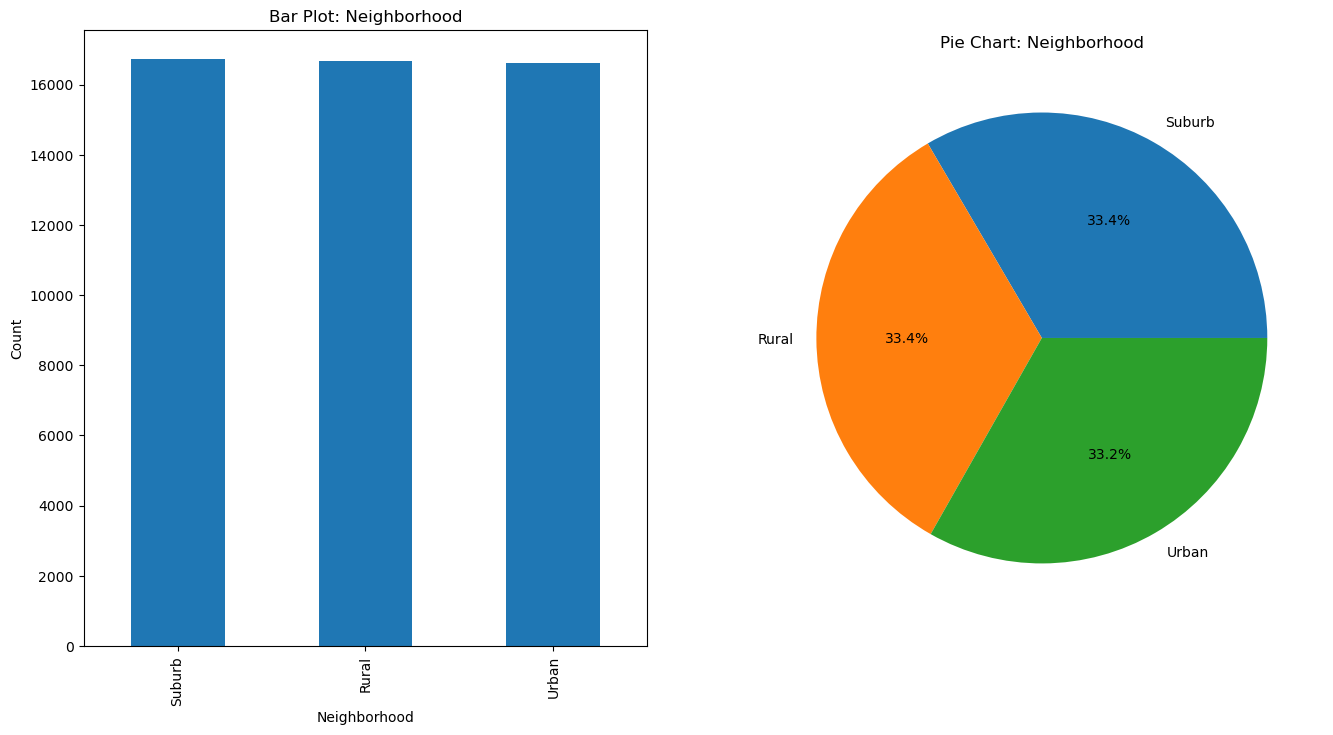 Bar Plot: Neighborhood
16000
14000
12000
10000
8000
6000
4000
2000
0
Count
Suburb
Rural
Urban
Neighborhood
Pie Chart: Neighborhood
Suburb
33.4%
Rural
33.4%
33.2%
Urban